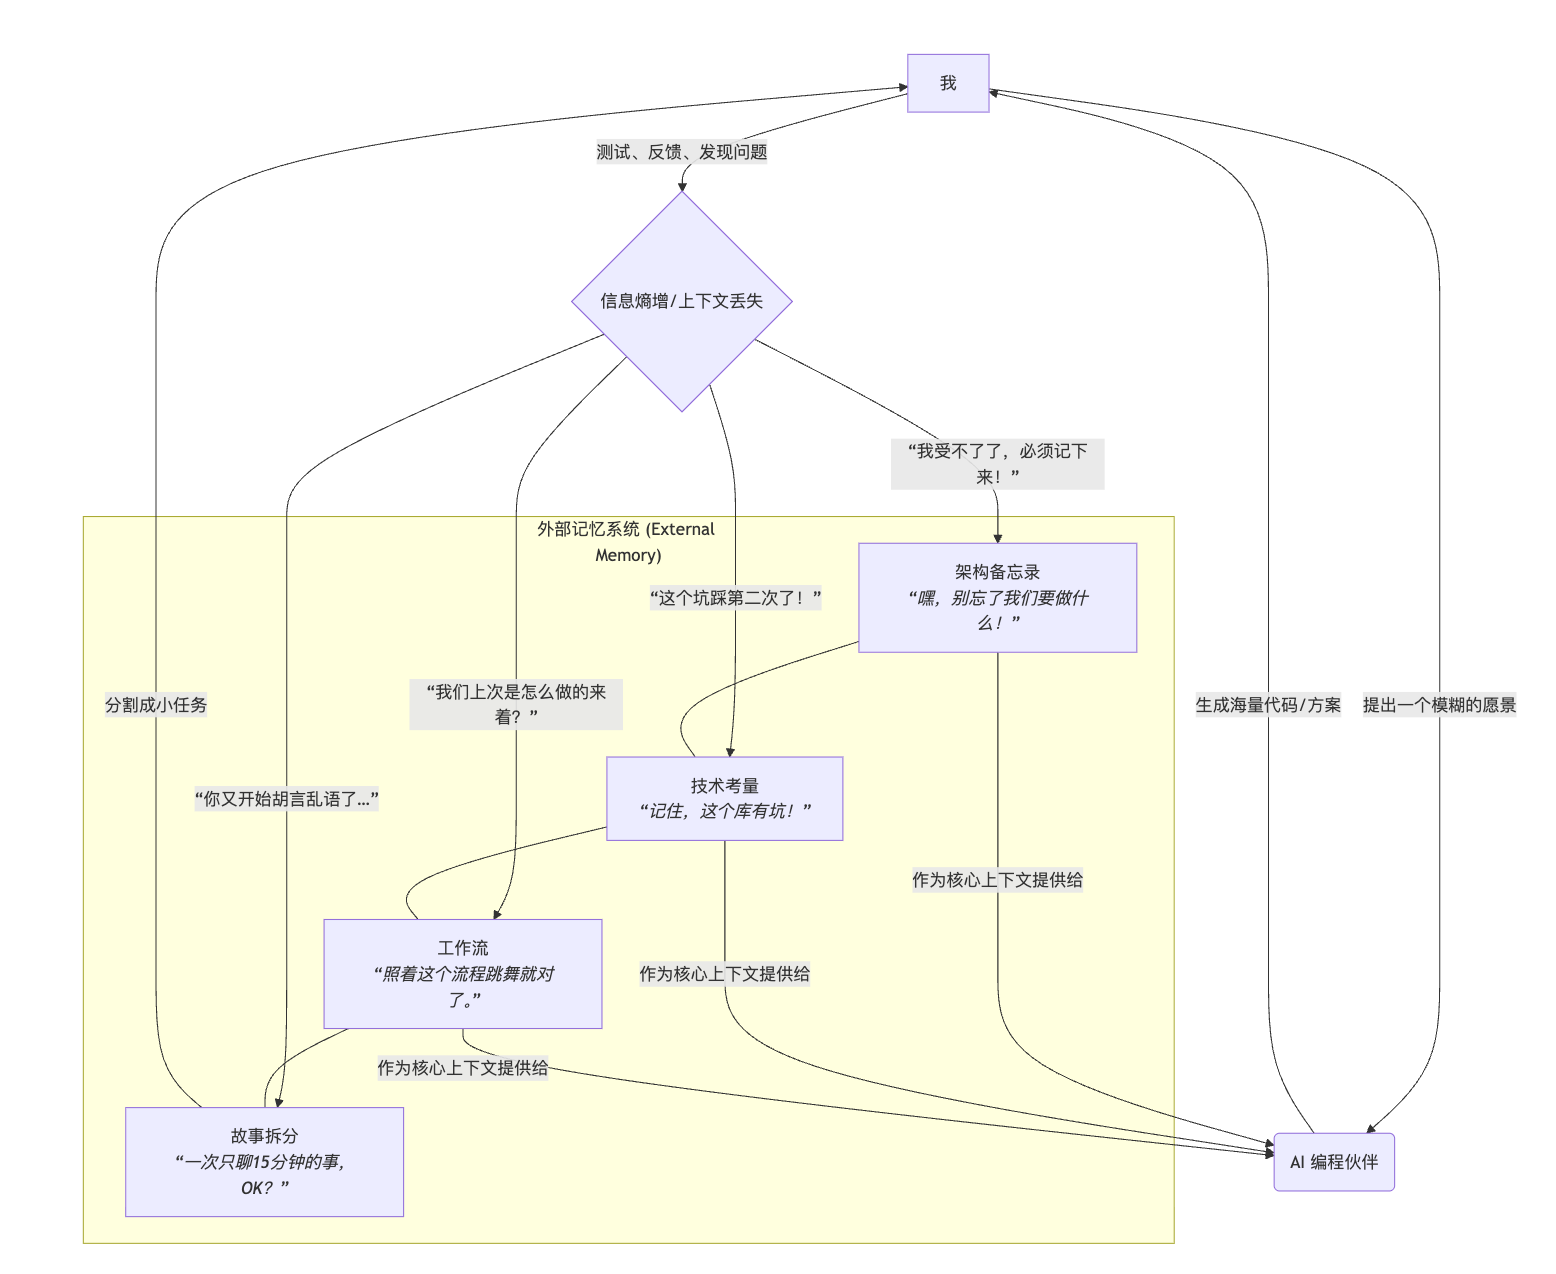 我
测试、反馈、发现问题
信息熵增/上下文丢失
“我受不了了，必须记下
来！”
外部记忆系统 (External
Memory)
架构备忘录
“嘿，别忘了我们要做什
么！”
“这个坑踩第二次了！”
“我们上次是怎么做的来
着？”
分割成小任务
生成海量代码/方案
提出一个模糊的愿景
“你又开始胡言乱语了...”
技术考量
“记住，这个库有坑！”
作为核心上下文提供给
工作流
“照着这个流程跳舞就对
了。”
作为核心上下文提供给
作为核心上下文提供给
故事拆分
“一次只聊15分钟的事，
OK？”
AI 编程伙伴